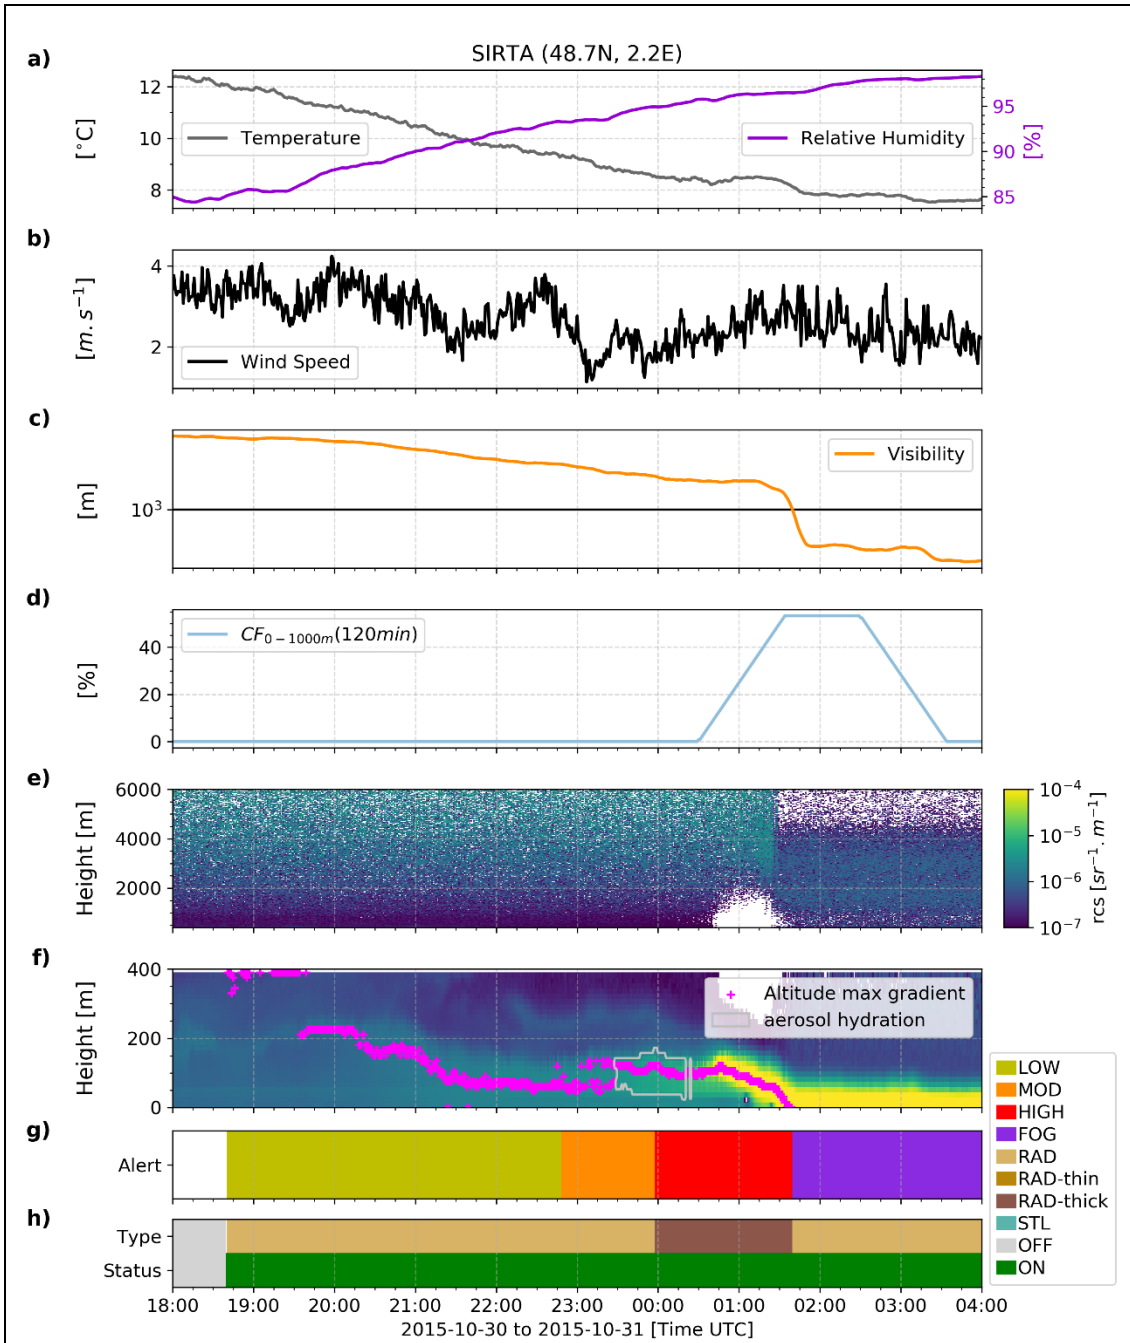 SIRTA (48.7N, 2.2E)
a)
12
10
8
[°C]
Temperature
Relative Humidity
95
90
85
[%]
b)
4
2
[m.s⁻¹]
Wind Speed
c)
10³
[m]
Visibility
d)
40
20
0
[%]
CF₀₋₁₀₀₀ₘ(120min)
e)
6000
4000
2000
Height [m]
10⁻⁴
10⁻⁵
10⁻⁶
10⁻⁷
rcs [sr⁻¹.m⁻¹]
f)
400
200
0
Height [m]
Altitude max gradient
aerosol hydration
g)
Alert
h)
Type
Status
LOW
MOD
HIGH
FOG
RAD
RAD-thin
RAD-thick
STL
OFF
ON
18:00 19:00 20:00 21:00 22:00 23:00 00:00 01:00 02:00 03:00 04:00
2015-10-30 to 2015-10-31 [Time UTC]